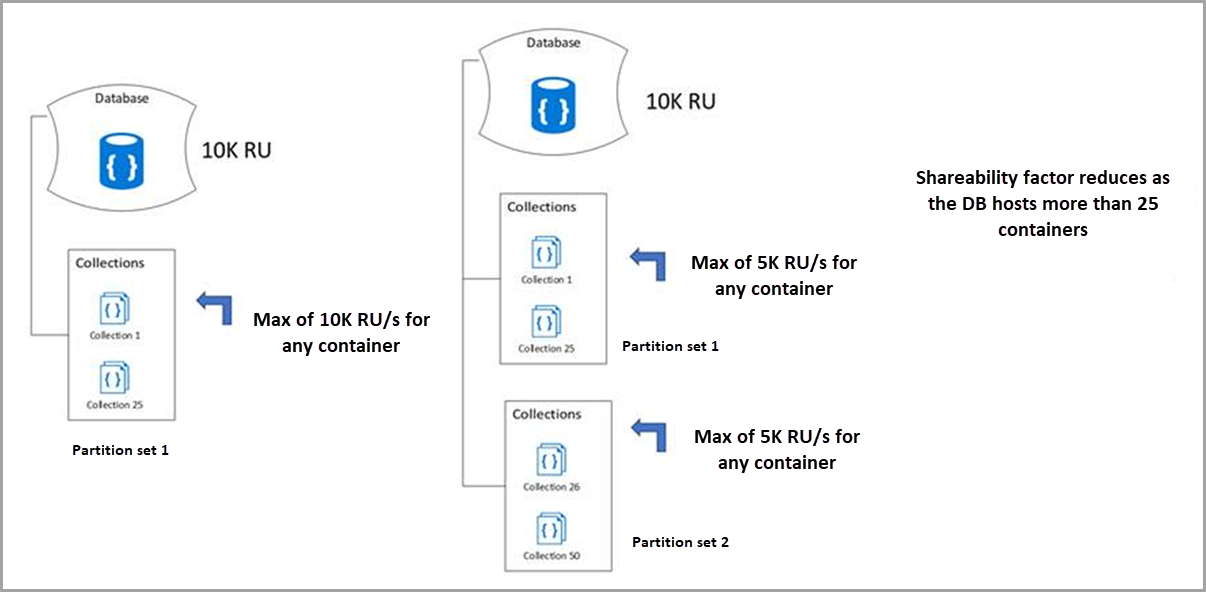 Database
{ }
10K RU
Collections
{ }
Collection 1
{ }
Collection 25
Max of 10K RU/s for
any container
Partition set 1
Database
{ }
10K RU
Collections
{ }
Collection 1
{ }
Collection 25
Max of 5K RU/s for
any container
Partition set 1
Collections
{ }
Collection 26
{ }
Collection 50
Max of 5K RU/s for
any container
Partition set 2
Shareability factor reduces as
the DB hosts more than 25
containers